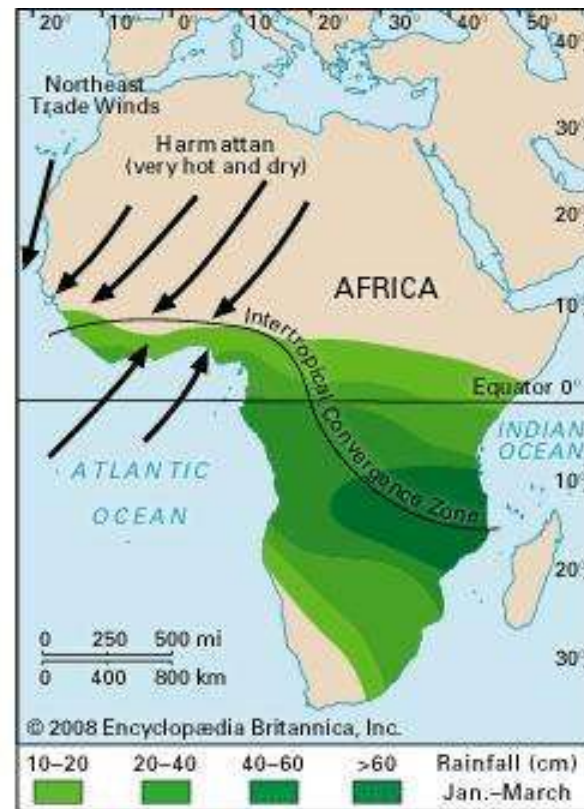 20° 10° 0° 10° 20° 30° 40° 50°
40°
Northeast
Trade Winds
30°
Harmattan
(very hot and dry)
20°
AFRICA
10°
Intertropical Convergence Zone
Equator 0°
INDIAN
OCEAN
ATLANTIC
OCEAN
10°
20°
30°
0 250 500 mi
0 400 800 km
© 2008 Encyclopædia Britannica, Inc.
10–20 20–40 40–60 >60 Rainfall (cm)
Jan.–March